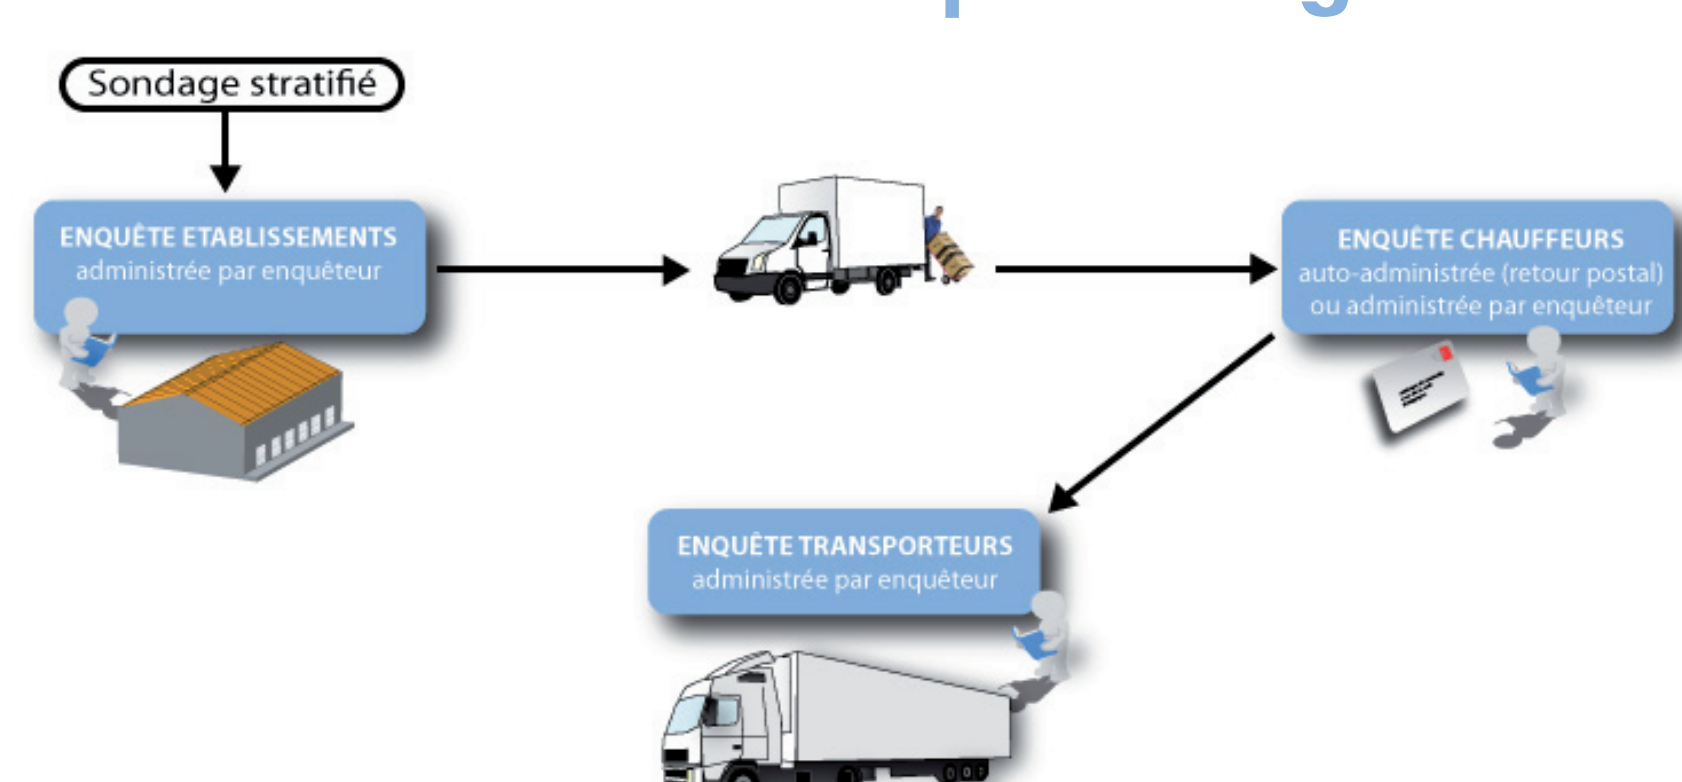 Sondage stratifié
ENQUÊTE ETABLISSEMENTS
administrée par enquêteur
ENQUÊTE CHAUFFEURS
auto-administrée (retour postal)
ou administrée par enquêteur
ENQUÊTE TRANSPORTEURS
administrée par enquêteur